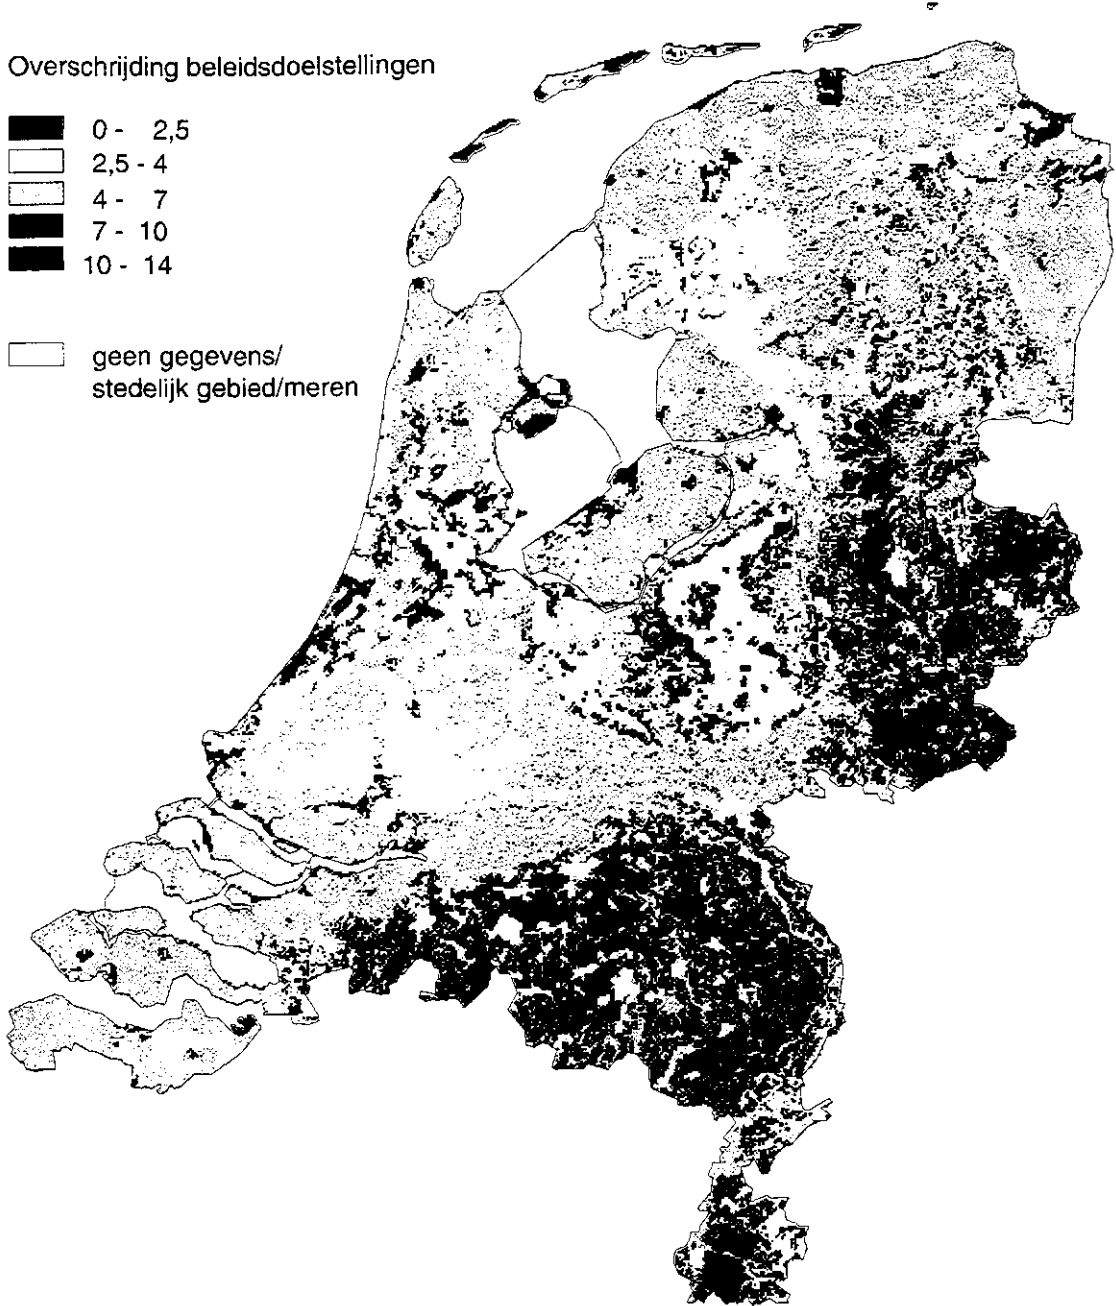 Overschrijding beleidsdoelstellingen
0 - 2,5
2,5 - 4
4 - 7
7 - 10
10 - 14
geen gegevens/
stedelijk gebied/meren